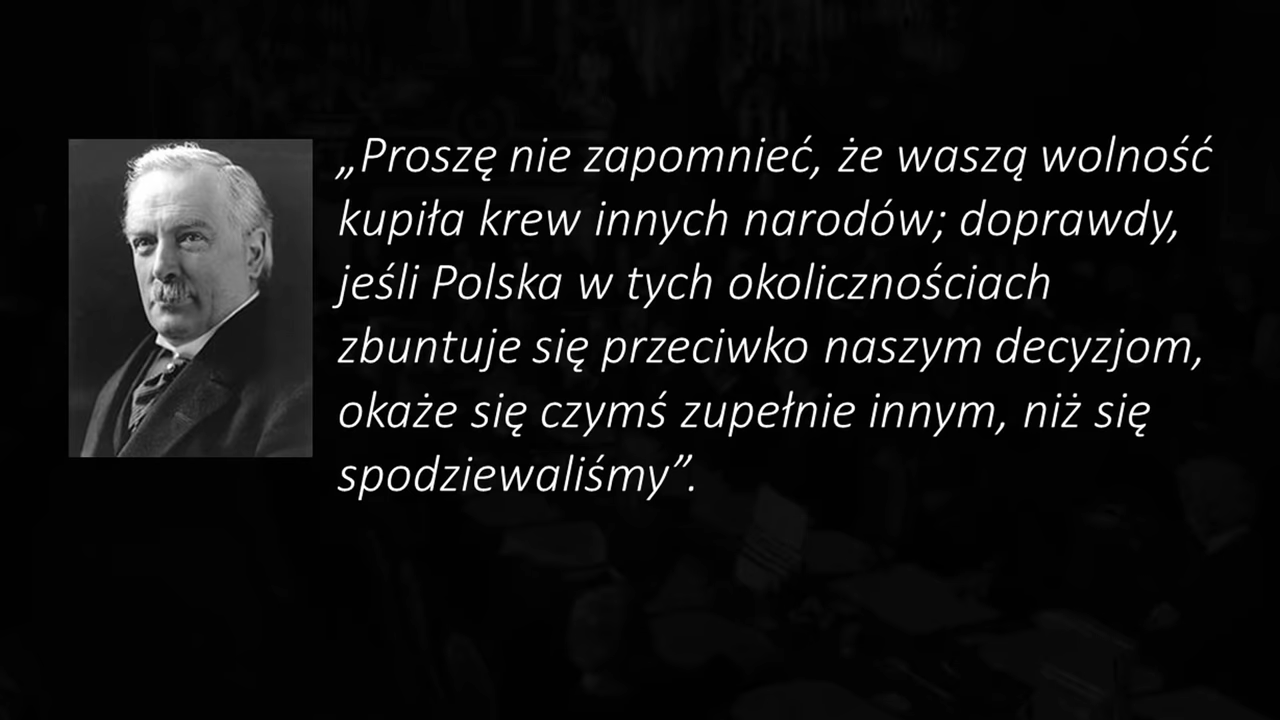 „Proszę nie zapomnieć, że waszą wolność
kupiła krew innych narodów; doprawdy,
jeśli Polska w tych okolicznościach
zbuntuje się przeciwko naszym decyzjom,
okaże się czymś zupełnie innym, niż się
spodziewaliśmy”.